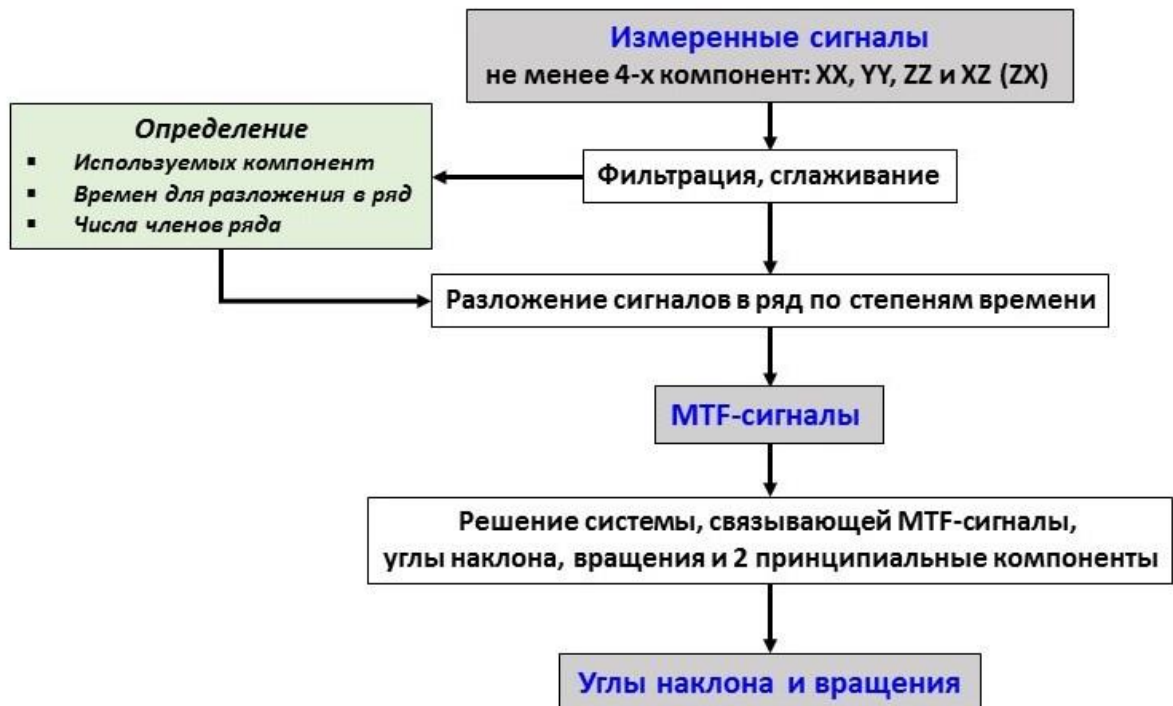 Измеренные сигналы
не менее 4-х компонент: XX, YY, ZZ и XZ (ZX)
Определение
▪ Используемых компонент
▪ Времен для разложения в ряд
▪ Числа членов ряда
Фильтрация, сглаживание
Разложение сигналов в ряд по степеням времени
MTF-сигналы
Решение системы, связывающей MTF-сигналы,
углы наклона, вращения и 2 принципиальные компоненты
Углы наклона и вращения